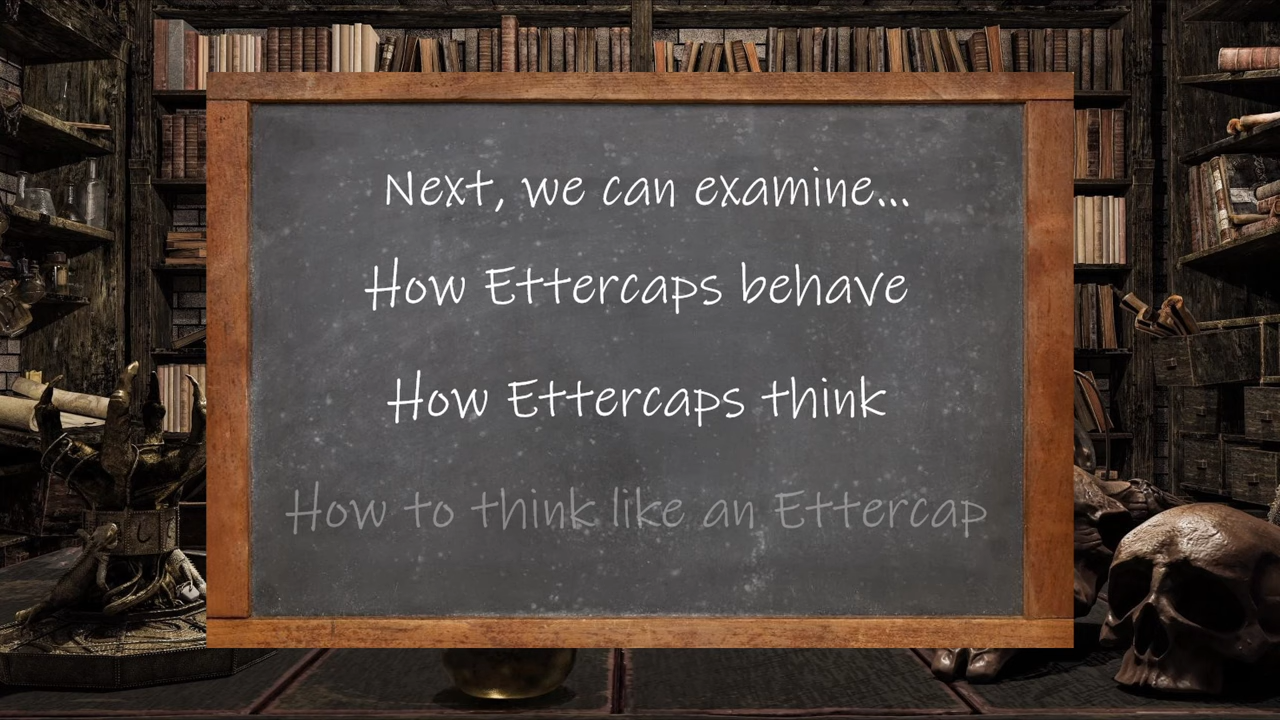 Next, we can examine...
How Ettercaps behave
How Ettercaps think
How to think like an Ettercap